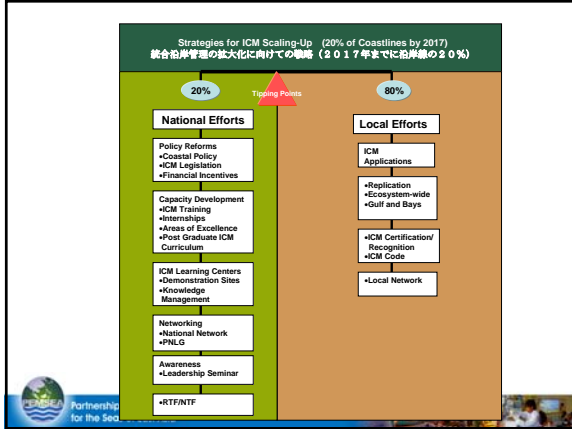 Strategies for ICM Scaling-Up (20% of Coastlines by 2017)
統合沿岸管理の拡大化に向けての戦略（２０１７年までに沿岸線の２０％）
20%
Tipping Points
80%
National Efforts
Policy Reforms
•Coastal Policy
•ICM Legislation
•Financial Incentives
Capacity Development
•ICM Training
•Internships
•Areas of Excellence
•Post Graduate ICM
Curriculum
ICM Learning Centers
•Demonstration Sites
•Knowledge
Management
Networking
•National Network
•PNLG
Awareness
•Leadership Seminar
•RTF/NTF
Local Efforts
ICM
Applications
•Replication
•Ecosystem-wide
•Gulf and Bays
•ICM Certification/
Recognition
•ICM Code
•Local Network
PEMSEA
Partnership
for the Seas